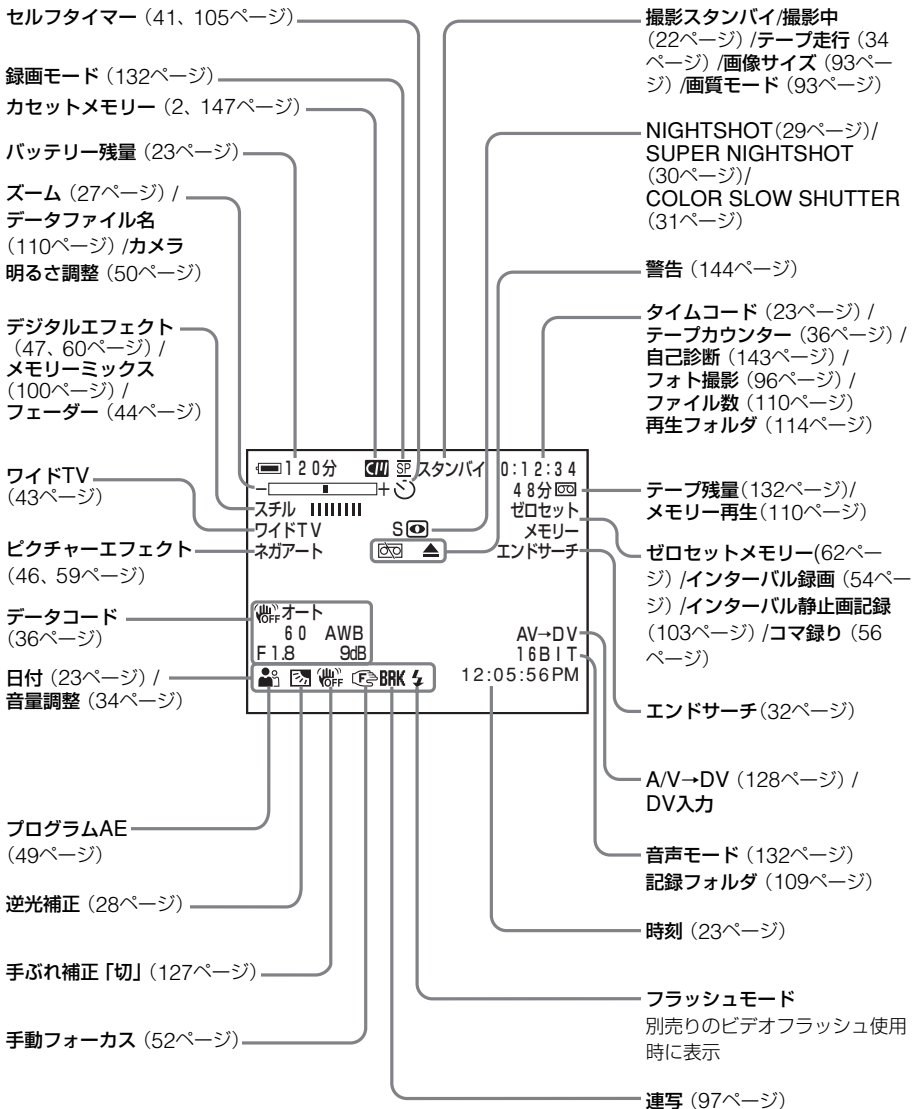 セルフタイマー（41、105ページ）
録画モード（132ページ）
カセットメモリー（2、147ページ）
バッテリー残量（23ページ）
ズーム（27ページ）/
データファイル名
（110ページ）/カメラ
明るさ調整（50ページ）
デジタルエフェクト
（47、60ページ）/
メモリーミックス
（100ページ）/
フェーダー（44ページ）
ワイドTV
（43ページ）
ピクチャーエフェクト
（46、59ページ）
データコード
（36ページ）
日付（23ページ）/
音量調整（34ページ）
プログラムAE
（49ページ）
逆光補正（28ページ）
手ぶれ補正「切」（127ページ）
手動フォーカス（52ページ）
120分 CM SP スタンバイ 0:12:34
− +
48分
スチル
ゼロセット
ワイドTV S
メモリー
ネガアート
エンドサーチ
OFF オート
60 AWB
AV→DV
F1.8 9dB
16BIT
OFF F BRK
12:05:56PM
撮影スタンバイ/撮影中
（22ページ）/テープ走行（34
ページ）/画像サイズ（93ペー
ジ）/画質モード（93ページ）
NIGHTSHOT（29ページ）/
SUPER NIGHTSHOT
（30ページ）/
COLOR SLOW SHUTTER
（31ページ）
警告（144ページ）
タイムコード（23ページ）/
テープカウンター（36ページ）/
自己診断（143ページ）/
フォト撮影（96ページ）/
ファイル数（110ページ）
再生フォルダ（114ページ）
テープ残量（132ページ）/
メモリー再生（110ページ）
ゼロセットメモリー(62ペー
ジ）/インターバル録画（54ペー
ジ）/インターバル静止画記録
（103ページ）/コマ録り（56
ページ）
エンドサーチ（32ページ）
A/V→DV（128ページ）/
DV入力
音声モード（132ページ）
記録フォルダ（109ページ）
時刻（23ページ）
フラッシュモード
別売りのビデオフラッシュ使用
時に表示
連写（97ページ）